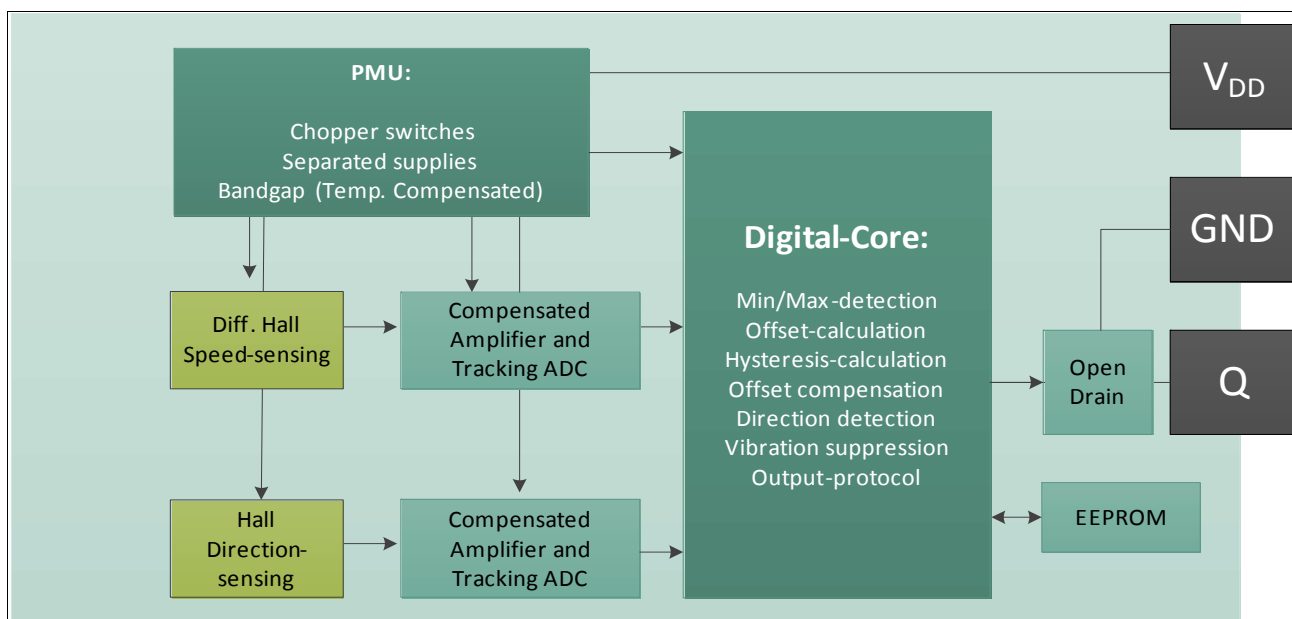 PMU:
Chopper switches
Separated supplies
Bandgap (Temp. Compensated)
VDD
GND
Digital-Core:
Min/Max-detection
Offset-calculation
Hysteresis-calculation
Offset compensation
Direction detection
Vibration suppression
Output-protocol
Diff. Hall
Speed-sensing
Compensated
Amplifier and
Tracking ADC
Open
Drain
Q
Hall
Direction-
sensing
Compensated
Amplifier and
Tracking ADC
EEPROM